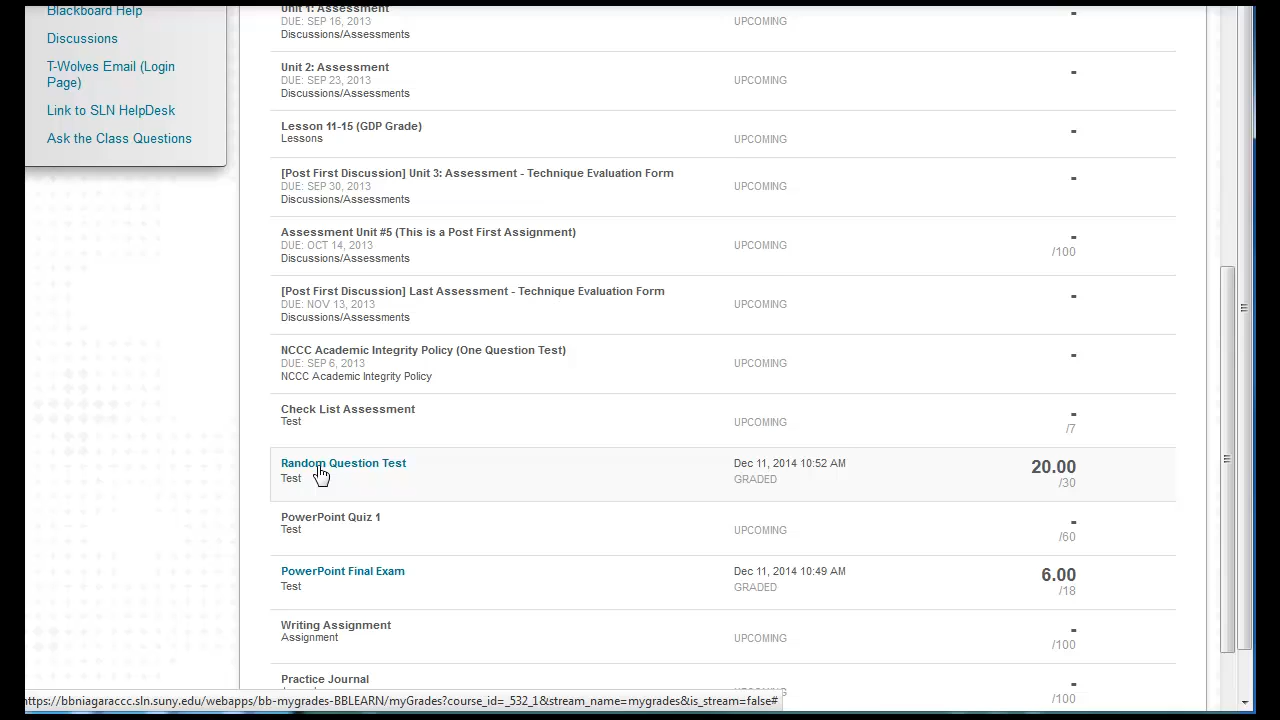 Blackboard Help
Discussions
T-Wolves Email (Login
Page)
Link to SLN HelpDesk
Ask the Class Questions
Unit 1: Assessment
DUE: SEP 16, 2013
Discussions/Assessments
UPCOMING
-
Unit 2: Assessment
DUE: SEP 23, 2013
Discussions/Assessments
UPCOMING
-
Lesson 11-15 (GDP Grade)
Lessons
UPCOMING
-
[Post First Discussion] Unit 3: Assessment - Technique Evaluation Form
DUE: SEP 30, 2013
Discussions/Assessments
UPCOMING
-
Assessment Unit #5 (This is a Post First Assignment)
DUE: OCT 14, 2013
Discussions/Assessments
UPCOMING
-
/100
[Post First Discussion] Last Assessment - Technique Evaluation Form
DUE: NOV 13, 2013
Discussions/Assessments
UPCOMING
-
NCCC Academic Integrity Policy (One Question Test)
DUE: SEP 6, 2013
NCCC Academic Integrity Policy
UPCOMING
-
Check List Assessment
Test
UPCOMING
-
/7
Random Question Test
Test
Dec 11, 2014 10:52 AM
GRADED
20.00
/30
PowerPoint Quiz 1
Test
UPCOMING
-
/60
PowerPoint Final Exam
Test
Dec 11, 2014 10:49 AM
GRADED
6.00
/18
Writing Assignment
Assignment
UPCOMING
-
/100
Practice Journal
UPCOMING
-
/100
https://bbniagaraccc.sln.suny.edu/webapps/bb-mygrades-BBLEARN/myGrades?course_id=_532_1&stream_name=mygrades&is_stream=false#